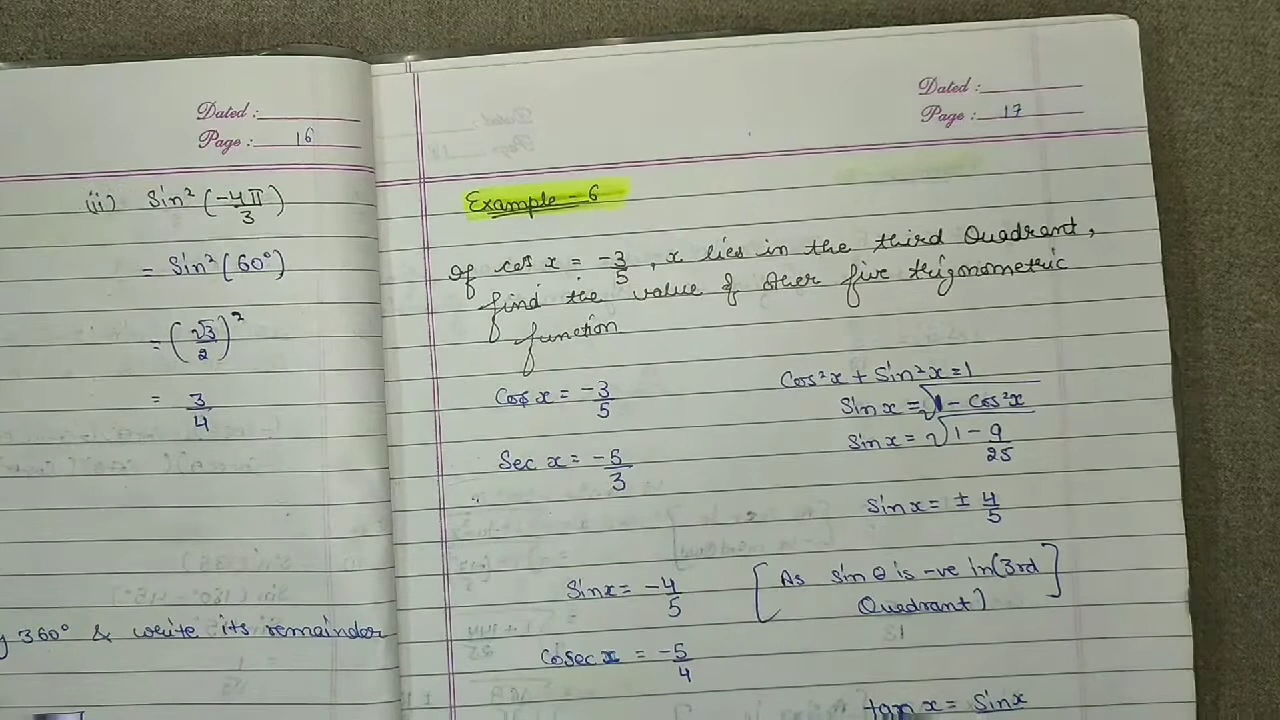 Dated :
Page : 16
(ii) Sin² (-4π/3)
= Sin² (60°)
= (√3/2)²
= 3/4
360° & write its remaindor
Dated :
Page : 17
Example - 6
If cos x = -3/5, x lies in the third Quadrant,
find the value of other five trigonometric
function
Cos x = -3/5
Sec x = -5/3
Cos²x + Sin²x = 1
Sin x = √1 - Cos²x
Sin x = √1 - 9/25
Sin x = ± 4/5
Sin x = -4/5 [As sin θ is -ve in (3rd
Quadrant)]
Cosec x = -5/4
tan x = Sin x